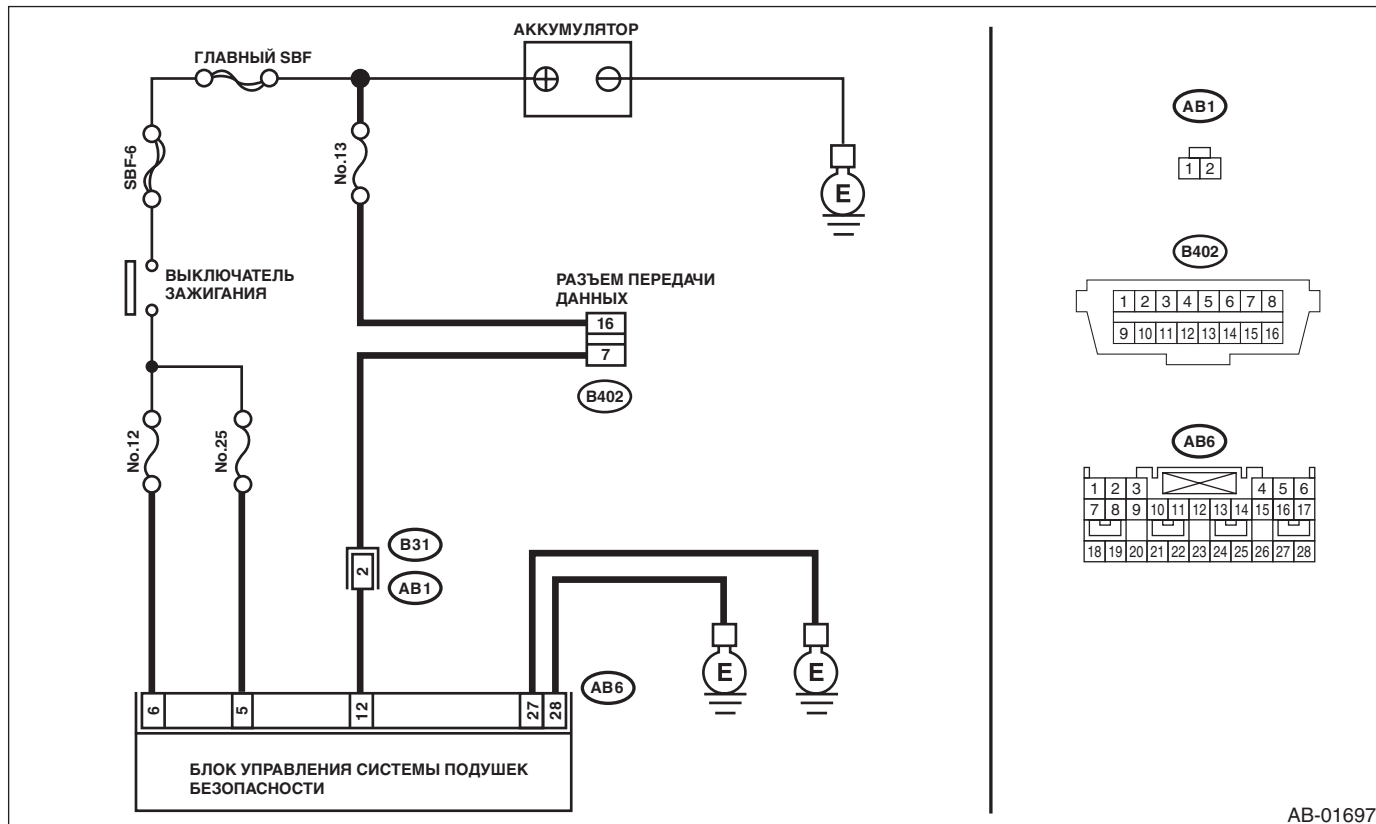 АККУМУЛЯТОР
ГЛАВНЫЙ SBF
SBF-6
No.13
ВЫКЛЮЧАТЕЛЬ
ЗАЖИГАНИЯ
E
РАЗЪЕМ ПЕРЕДАЧИ
ДАННЫХ
16
7
B402
No.12
No.25
B31
2
AB1
E E
AB6
6 5 12 27 28
БЛОК УПРАВЛЕНИЯ СИСТЕМЫ ПОДУШЕК
БЕЗОПАСНОСТИ
AB1
1 2
B402
1 2 3 4 5 6 7 8
9 10 11 12 13 14 15 16
AB6
1 2 3 4 5 6
7 8 9 10 11 12 13 14 15 16 17
18 19 20 21 22 23 24 25 26 27 28
AB-01697